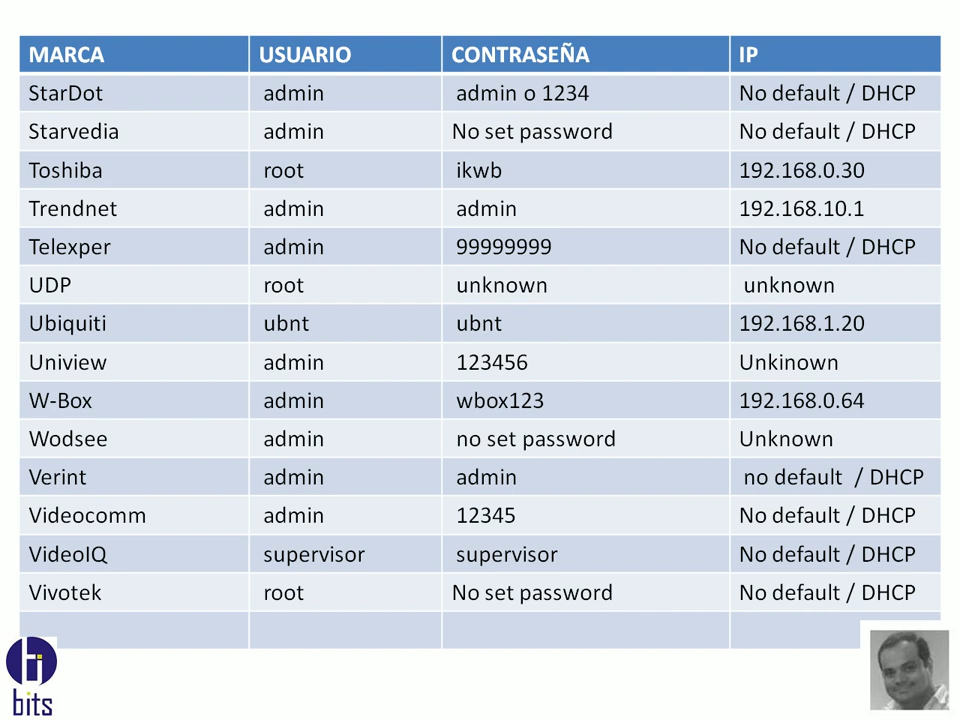 MARCA USUARIO CONTRASEÑA IP
StarDot admin admin o 1234 No default / DHCP
Starvedia admin No set password No default / DHCP
Toshiba root ikwb 192.168.0.30
Trendnet admin admin 192.168.10.1
Telexper admin 99999999 No default / DHCP
UDP root unknown unknown
Ubiquiti ubnt ubnt 192.168.1.20
Uniview admin 123456 Unkinown
W-Box admin wbox123 192.168.0.64
Wodsee admin no set password Unknown
Verint admin admin no default / DHCP
Videocomm admin 12345 No default / DHCP
VideoIQ supervisor supervisor No default / DHCP
Vivotek root No set password No default / DHCP
bits